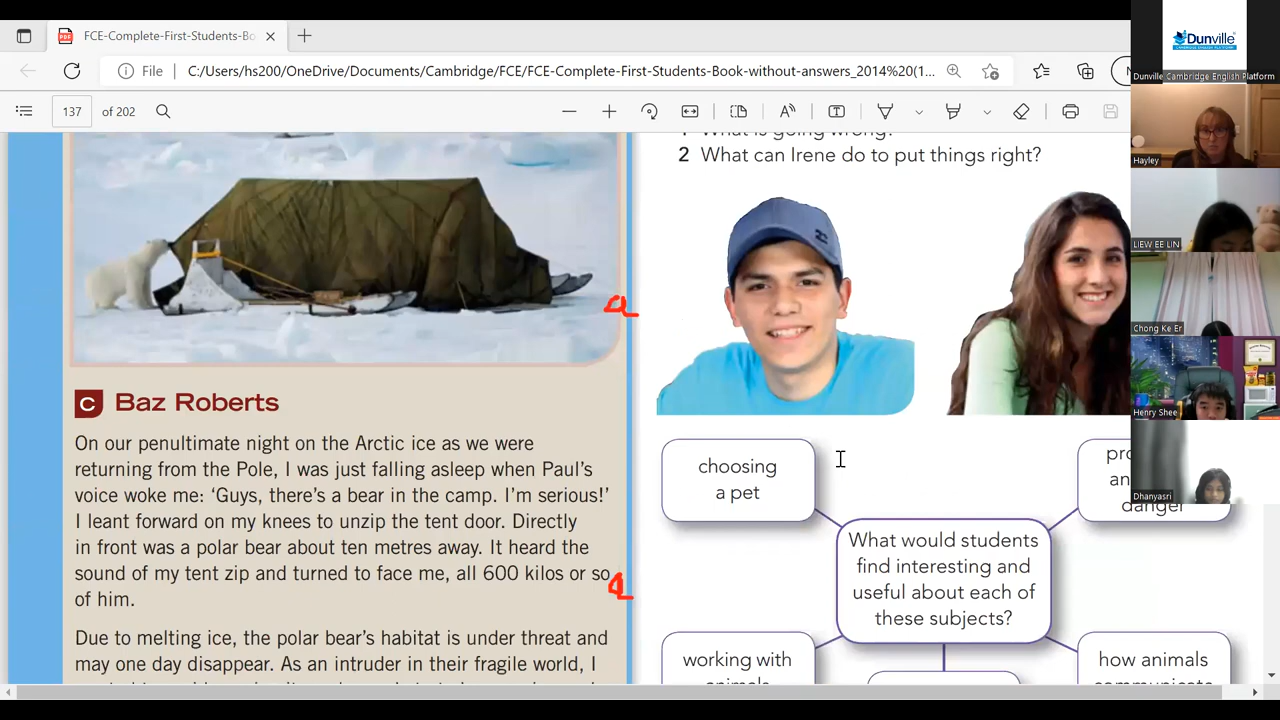 FCE-Complete-First-Students-Bo
File
C:/Users/hs200/OneDrive/Documents/Cambridge/FCE/FCE-Complete-First-Students-Book-without-answers_2014%20(1...
137
of 202
2 What can Irene do to put things right?
C Baz Roberts
On our penultimate night on the Arctic ice as we were
returning from the Pole, I was just falling asleep when Paul's
voice woke me: 'Guys, there's a bear in the camp. I'm serious!'
I leant forward on my knees to unzip the tent door. Directly
in front was a polar bear about ten metres away. It heard the
sound of my tent zip and turned to face me, all 600 kilos or so
of him.
Due to melting ice, the polar bear's habitat is under threat and
may one day disappear. As an intruder in their fragile world, I
a
a
choosing
a pet
What would students
find interesting and
useful about each of
these subjects?
danger
working with
how animals
Dunville
CAMBRIDGE ENGLISH PLATFORM
Dunville Cambridge English Platform
Hayley
LIEW EE LIN
Chong Ke Er
Henry Shee
Dhanyasri